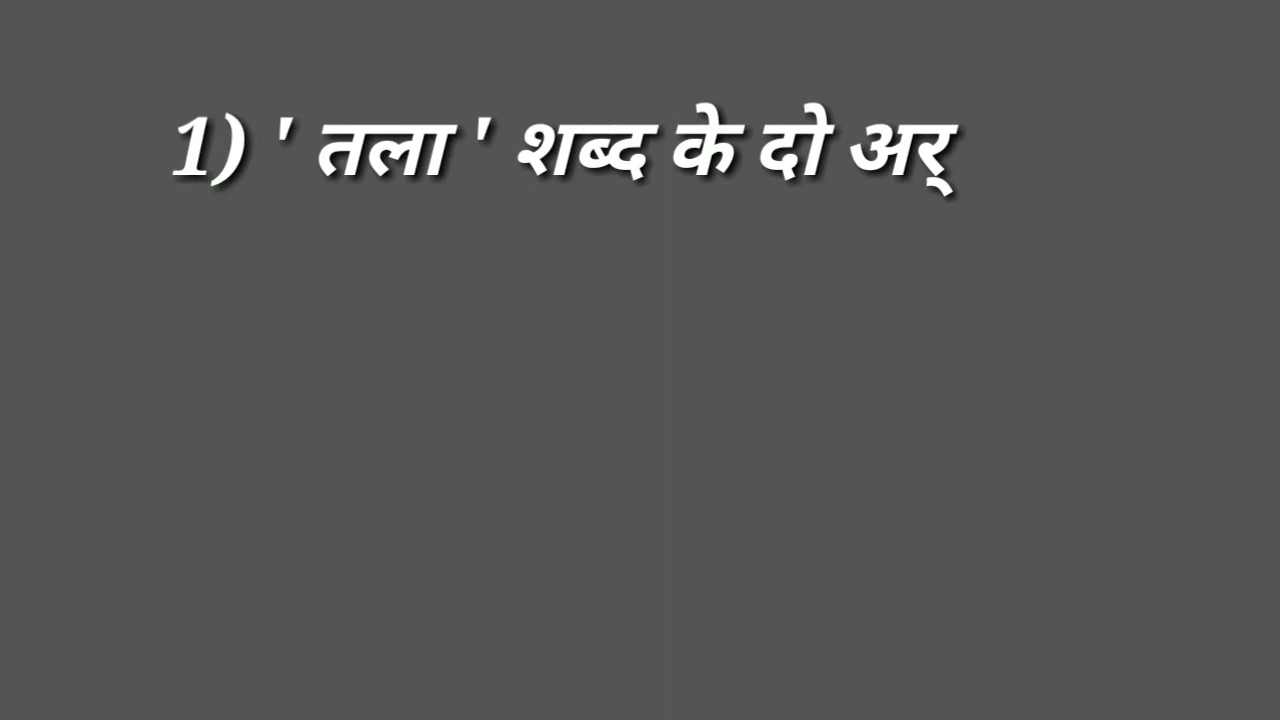 1) ' तला ' शब्द के दो अर्